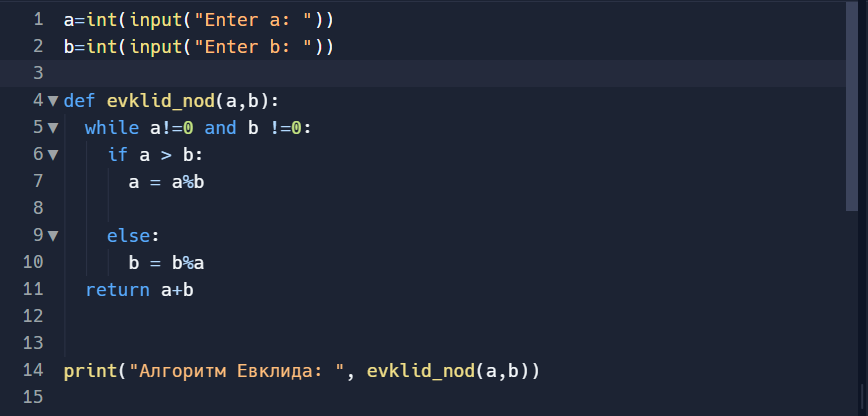 1 a=int(input("Enter a: "))
2 b=int(input("Enter b: "))
3
4 def evklid_nod(a,b):
5 while a!=0 and b !=0:
6 if a > b:
7 a = a%b
8
9 else:
10 b = b%a
11 return a+b
12
13
14 print("Алгоритм Евклида: ", evklid_nod(a,b))
15